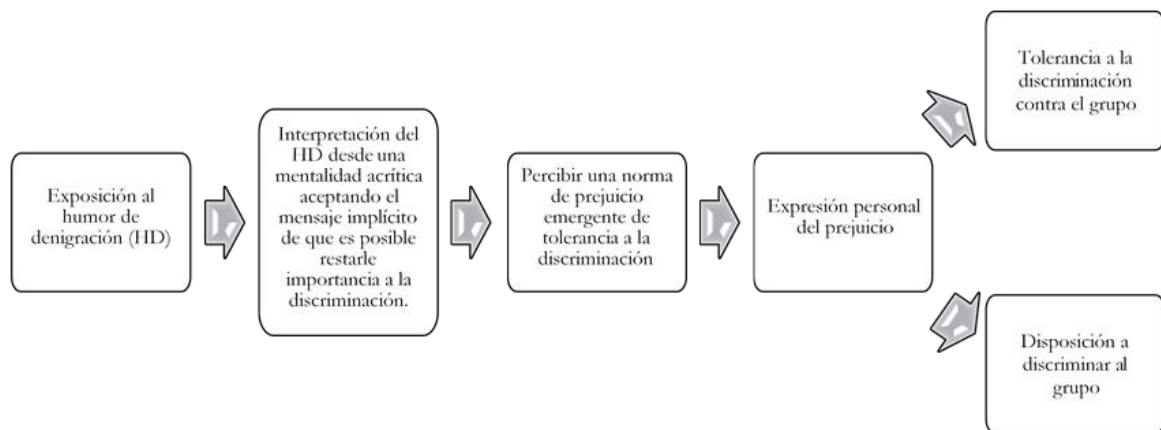 Exposición al
humor de
denigración (HD)
Interpretación del
HD desde una
mentalidad acrítica
aceptando el
mensaje implícito
de que es posible
restarle
importancia a la
discriminación.
Percibir una norma
de prejuicio
emergente de
tolerancia a la
discriminación
Expresión personal
del prejuicio
Tolerancia a la
discriminación
contra el grupo
Disposición a
discriminar al
grupo